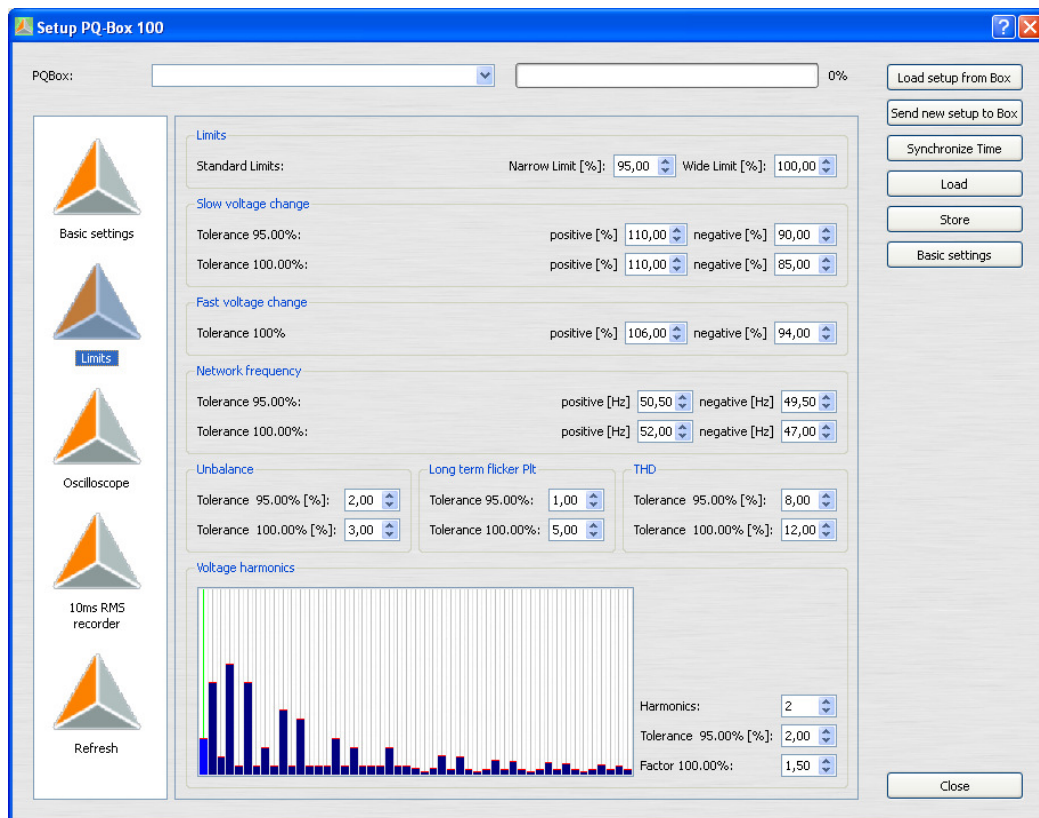 Setup PQ-Box 100
PQBox: 0%
Load setup from Box
Send new setup to Box
Synchronize Time
Load
Store
Basic settings
Basic settings
Limits
Oscilloscope
10ms RMS
recorder
Refresh
Limits
Standard Limits: Narrow Limit [%]: 95,00 Wide Limit [%]: 100,00
Slow voltage change
Tolerance 95.00%: positive [%] 110,00 negative [%] 90,00
Tolerance 100.00%: positive [%] 110,00 negative [%] 85,00
Fast voltage change
Tolerance 100% positive [%] 106,00 negative [%] 94,00
Network frequency
Tolerance 95.00%: positive [Hz] 50,50 negative [Hz] 49,50
Tolerance 100.00%: positive [Hz] 52,00 negative [Hz] 47,00
Unbalance
Tolerance 95.00% [%]: 2,00
Tolerance 100.00% [%]: 3,00
Long term flicker Plt
Tolerance 95.00%: 1,00
Tolerance 100.00%: 5,00
THD
Tolerance 95.00% [%]: 8,00
Tolerance 100.00% [%]: 12,00
Voltage harmonics
Harmonics: 2
Tolerance 95.00% [%]: 2,00
Factor 100.00%: 1,50
Close